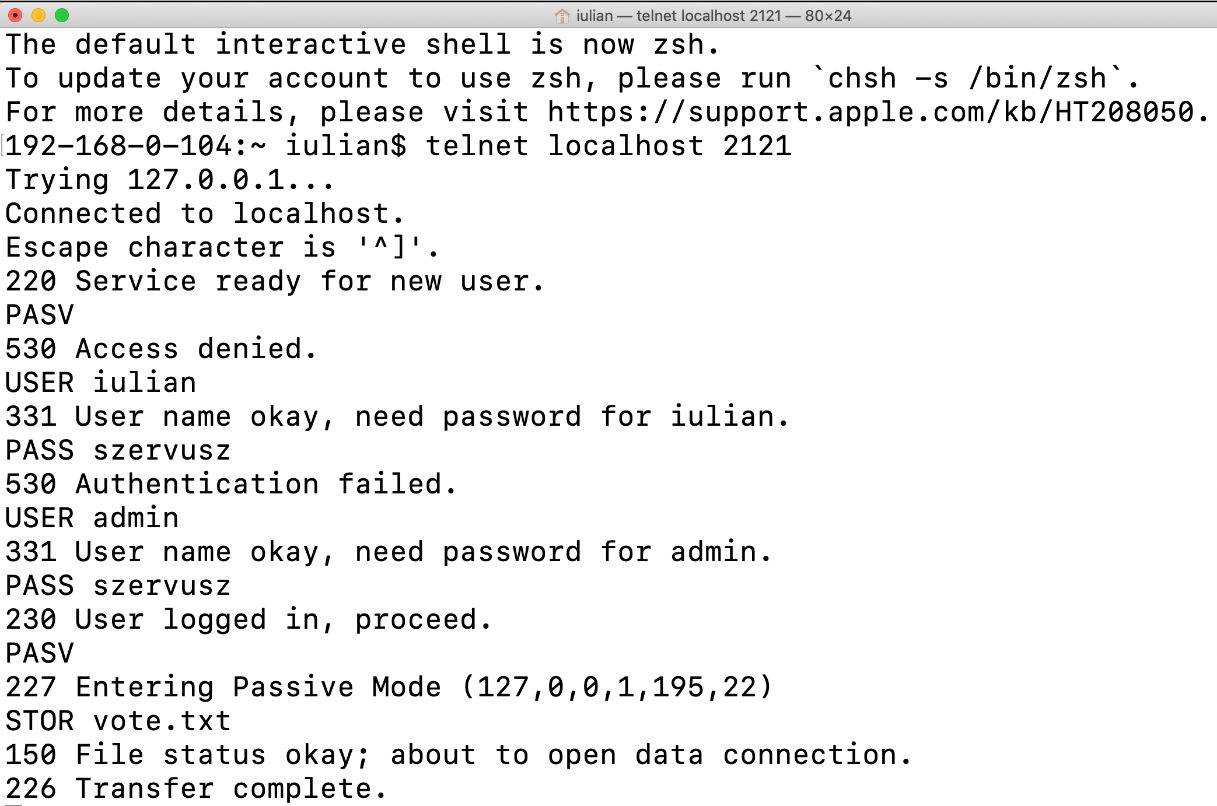 iulian — telnet localhost 2121 — 80×24
The default interactive shell is now zsh.
To update your account to use zsh, please run `chsh -s /bin/zsh`.
For more details, please visit https://support.apple.com/kb/HT208050.
192-168-0-104:~ iulian$ telnet localhost 2121
Trying 127.0.0.1...
Connected to localhost.
Escape character is '^]'.
220 Service ready for new user.
PASV
530 Access denied.
USER iulian
331 User name okay, need password for iulian.
PASS szervusz
530 Authentication failed.
USER admin
331 User name okay, need password for admin.
PASS szervusz
230 User logged in, proceed.
PASV
227 Entering Passive Mode (127,0,0,1,195,22)
STOR vote.txt
150 File status okay; about to open data connection.
226 Transfer complete.